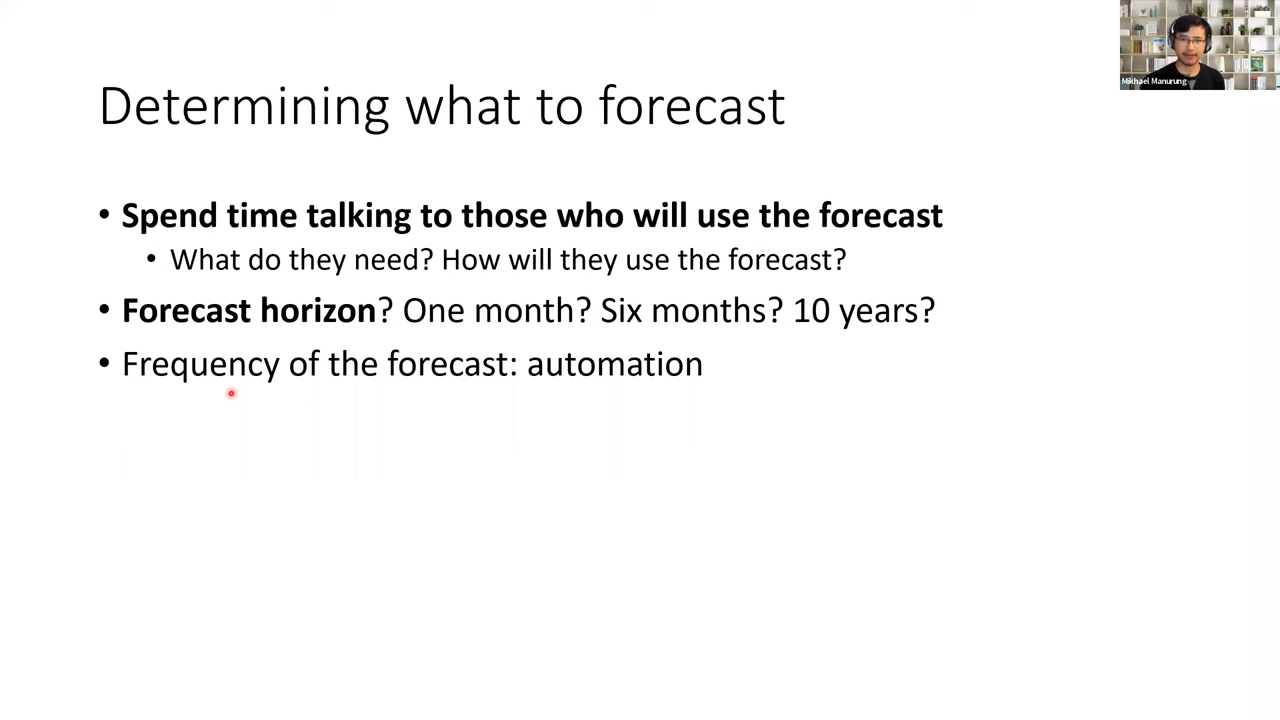 Mikhael Manurung
Determining what to forecast
• Spend time talking to those who will use the forecast
• What do they need? How will they use the forecast?
• Forecast horizon? One month? Six months? 10 years?
• Frequency of the forecast: automation